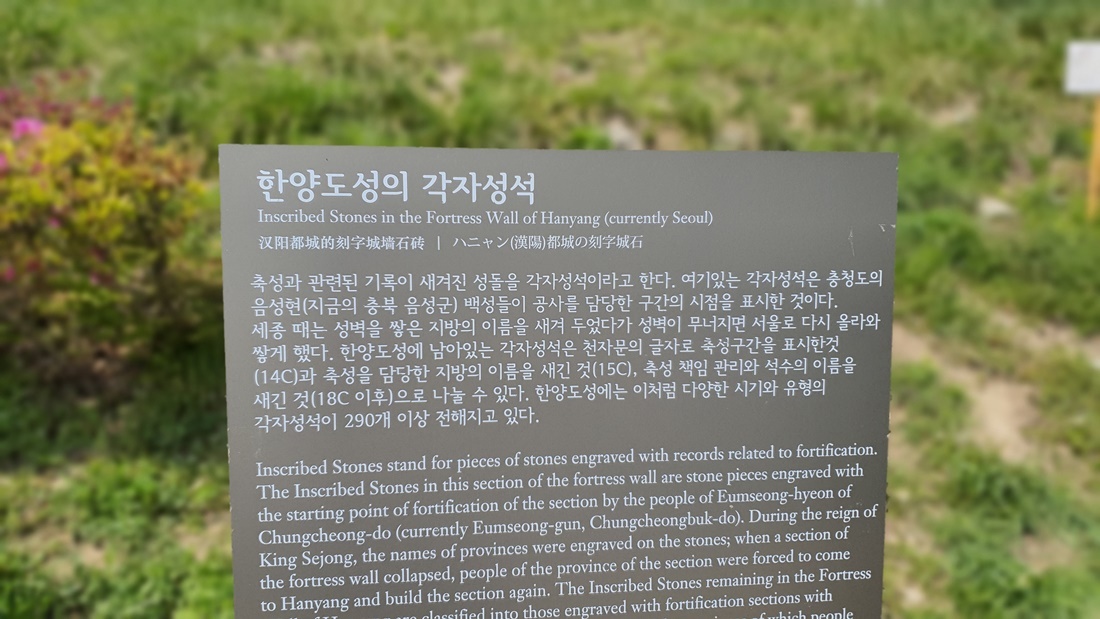 한양도성의 각자성석
Inscribed Stones in the Fortress Wall of Hanyang (currently Seoul)
汉阳都城的刻字城墙石砖 | ハニャン(漢陽)都城の刻字城石
축성과 관련된 기록이 새겨진 성돌을 각자성석이라고 한다. 여기있는 각자성석은 충청도의
음성현(지금의 충북 음성군) 백성들이 공사를 담당한 구간의 시점을 표시한 것이다.
세종 때는 성벽을 쌓은 지방의 이름을 새겨 두었다가 성벽이 무너지면 서울로 다시 올라와
쌓게 했다. 한양도성에 남아있는 각자성석은 천자문의 글자로 축성구간을 표시한것
(14C)과 축성을 담당한 지방의 이름을 새긴 것(15C), 축성 책임 관리와 석수의 이름을
새긴 것(18C 이후)으로 나눌 수 있다. 한양도성에는 이처럼 다양한 시기와 유형의
각자성석이 290개 이상 전해지고 있다.
Inscribed Stones stand for pieces of stones engraved with records related to fortification.
The Inscribed Stones in this section of the fortress wall are stone pieces engraved with
the starting point of fortification of the section by the people of Eumseong-hyeon of
Chungcheong-do (currently Eumseong-gun, Chungcheongbuk-do). During the reign of
King Sejong, the names of provinces were engraved on the stones; when a section of
the fortress wall collapsed, people of the province of the section were forced to come
to Hanyang and build the section again. The Inscribed Stones remaining in the Fortress
are classified into those engraved with fortification sections with
of which people